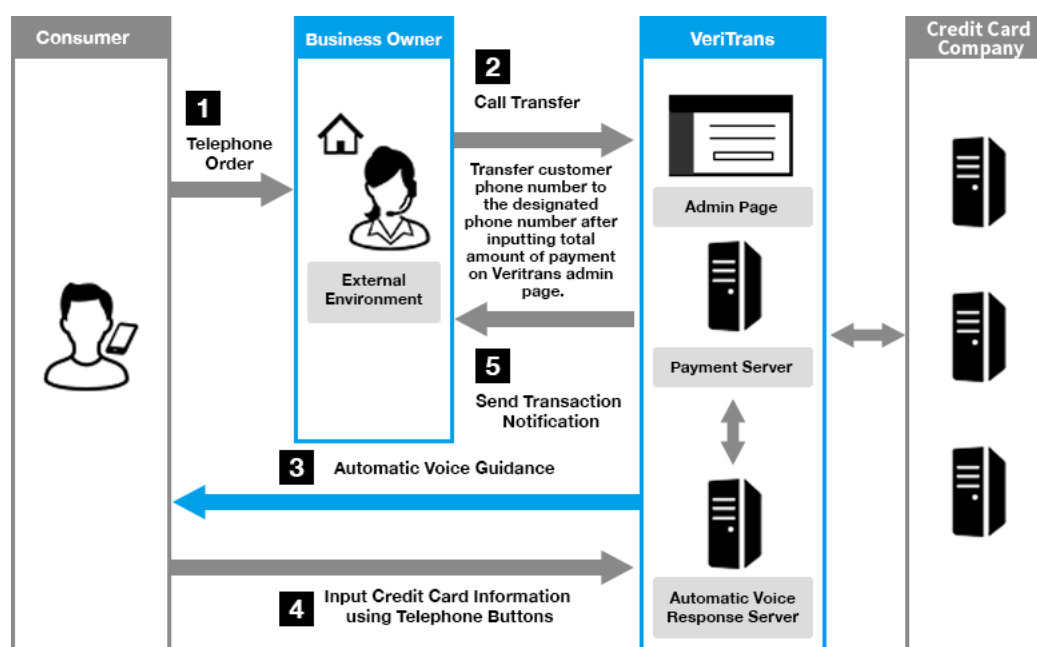 Consumer
Business Owner
VeriTrans
Credit Card
Company
1
Telephone
Order
2
Call Transfer
Transfer customer
phone number to
the designated
phone number after
inputting total
amount of payment
on Veritrans admin
page.
External
Environment
Admin Page
Payment Server
5
Send Transaction
Notification
3
Automatic Voice Guidance
4
Input Credit Card Information
using Telephone Buttons
Automatic Voice
Response Server